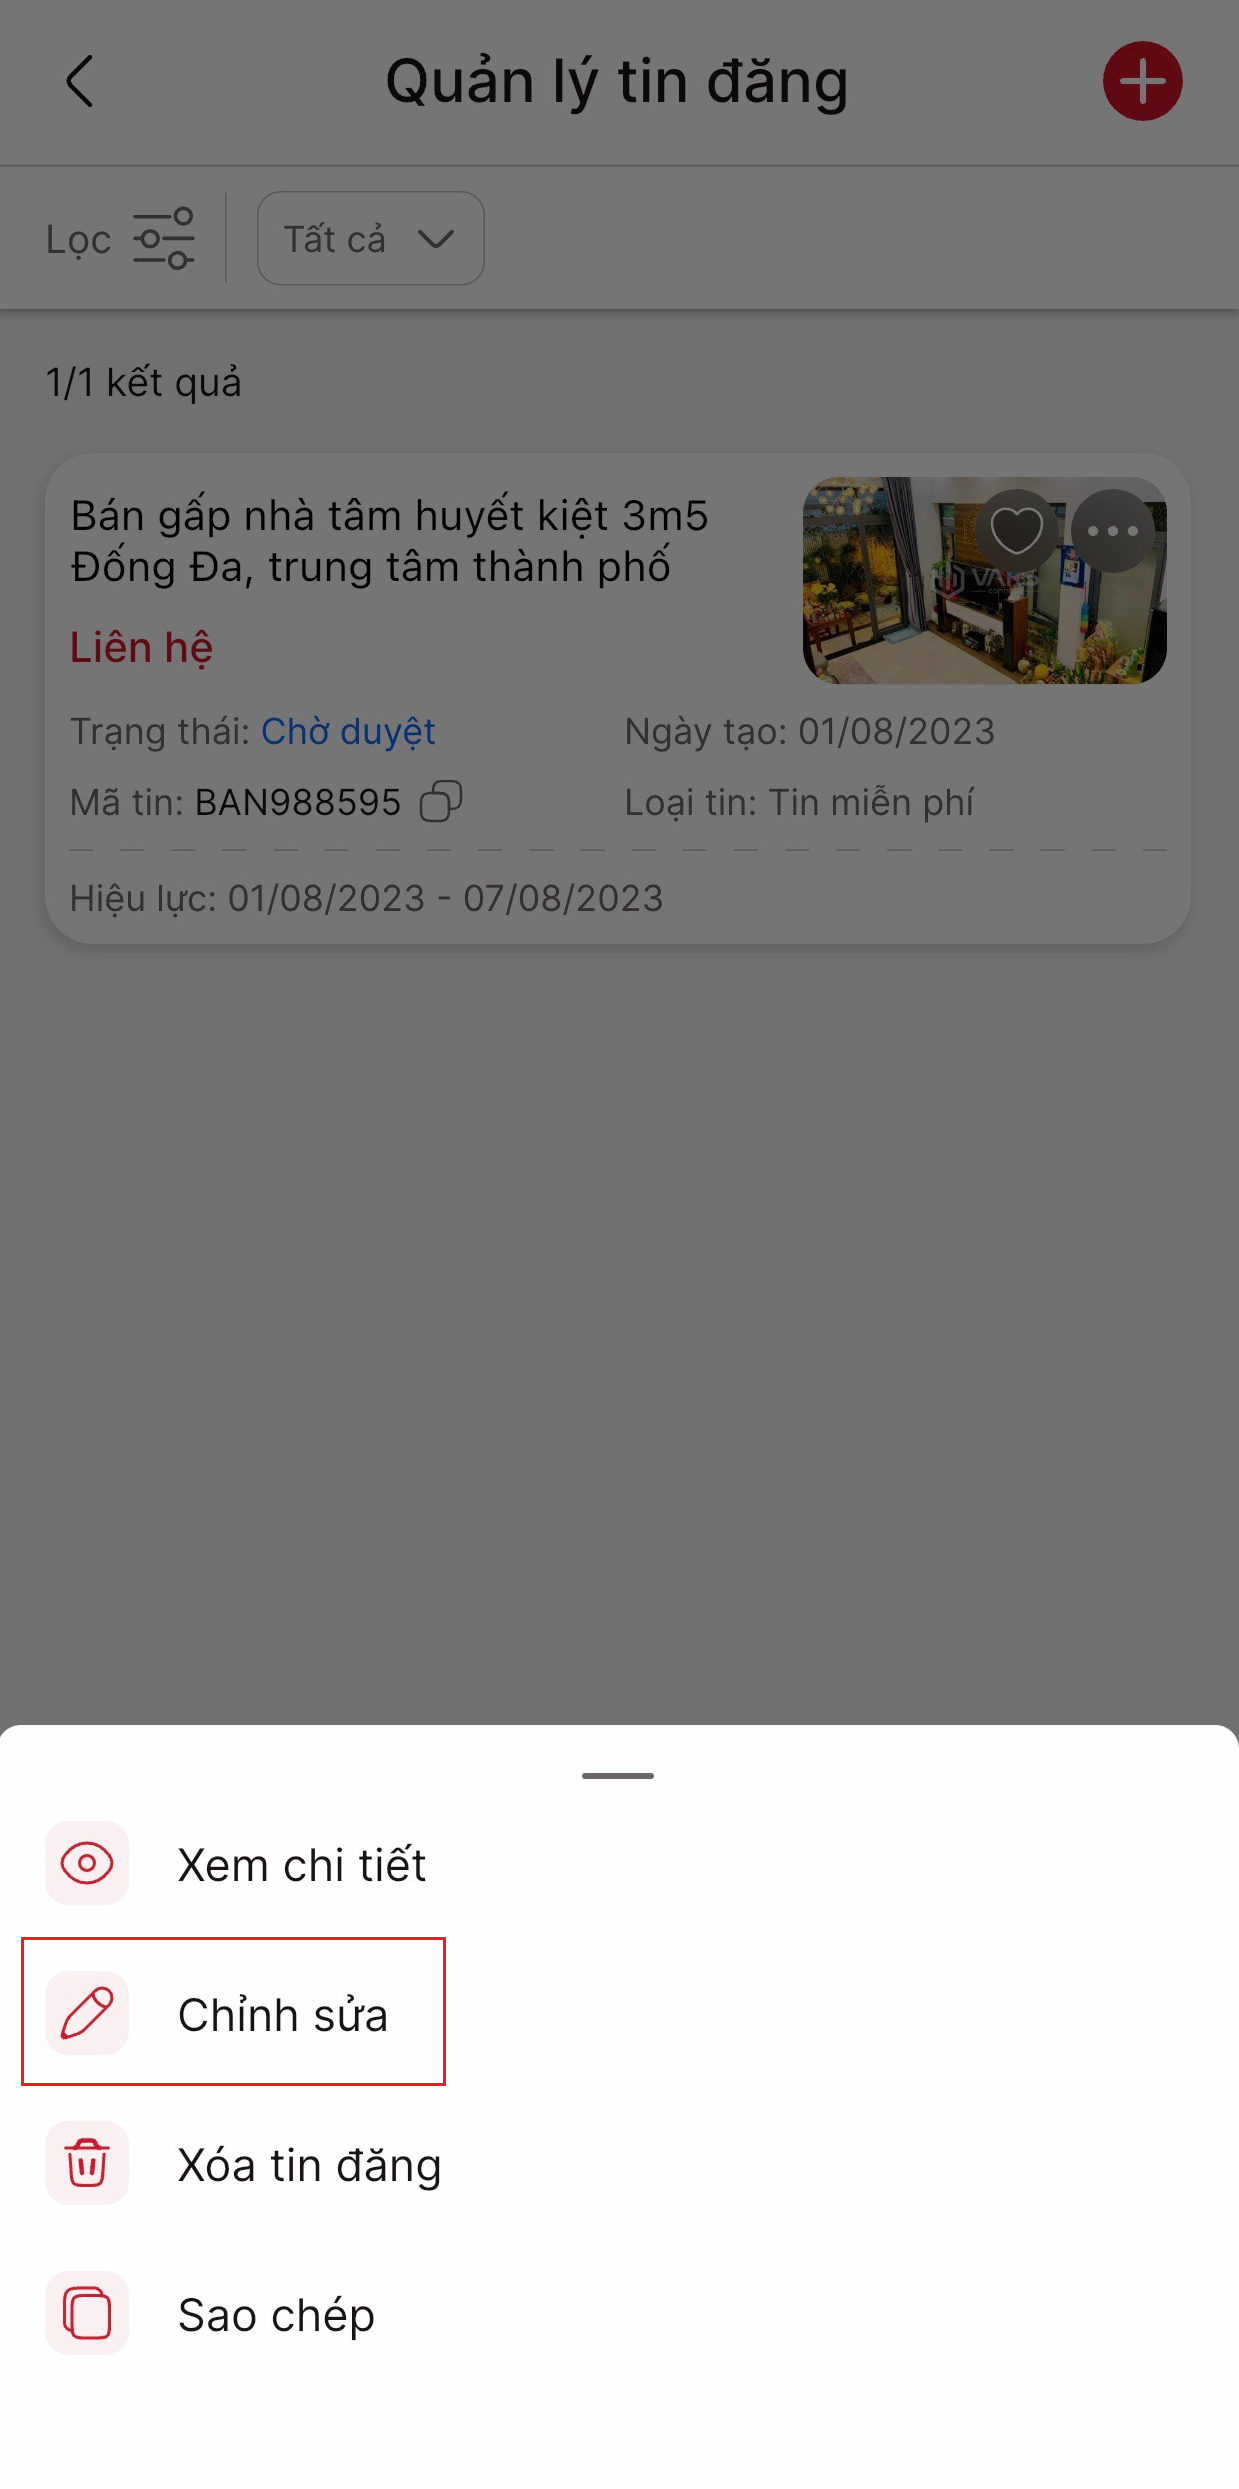 Quản lý tin đăng
Lọc
Tất cả
1/1 kết quả
Bán gấp nhà tâm huyết kiệt 3m5
Đống Đa, trung tâm thành phố
Liên hệ
Trạng thái: Chờ duyệt
Ngày tạo: 01/08/2023
Mã tin: BAN988595
Loại tin: Tin miễn phí
Hiệu lực: 01/08/2023 - 07/08/2023
Xem chi tiết
Chỉnh sửa
Xóa tin đăng
Sao chép